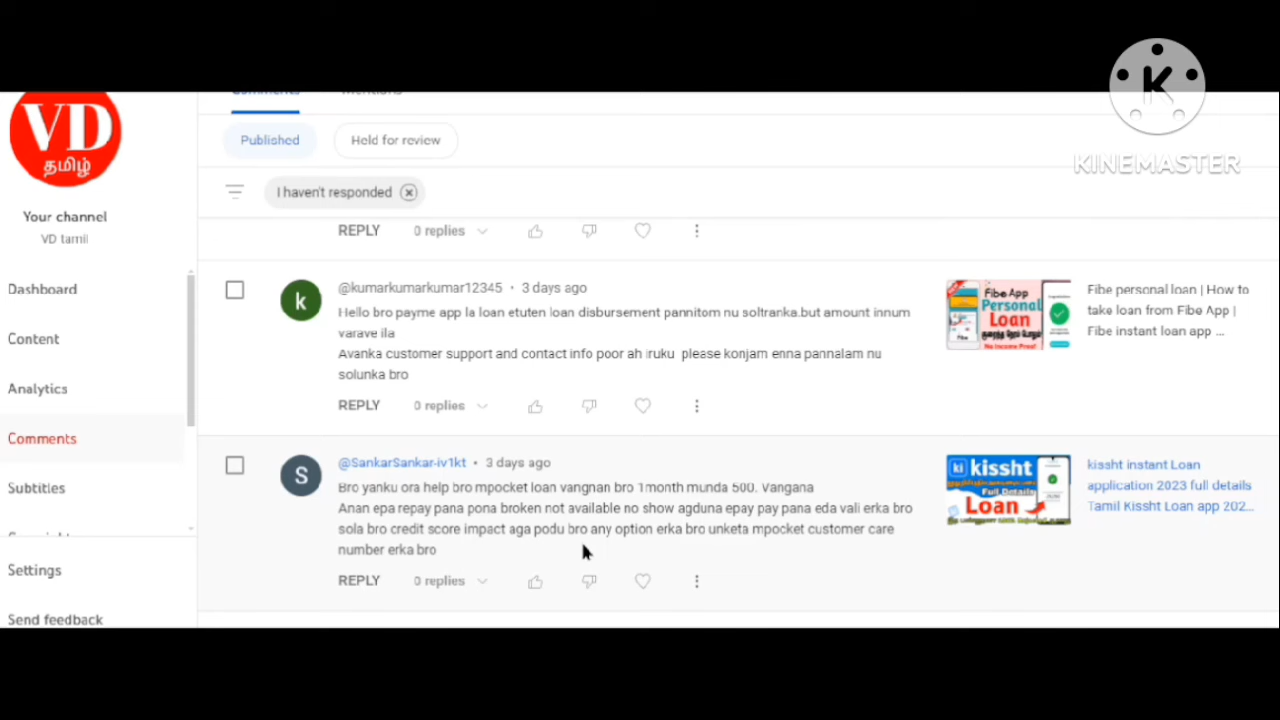 Comments
Mentions
K
KINEMASTER
VD
தமிழ்
Your channel
VD tamil
Dashboard
Content
Analytics
Comments
Subtitles
Settings
Send feedback
Published
Held for review
I haven't responded
REPLY 0 replies
k
@kumarkumarkumar12345 • 3 days ago
Hello bro payme app la loan etuten loan disbursement pannitom nu soltranka.but amount innum
varave ila
Avanka customer support and contact info poor ah iruku please konjam enna pannalam nu
solunka bro
REPLY 0 replies
Fibe App
Personal
Loan
No Income Proof
Fibe personal loan | How to
take loan from Fibe App |
Fibe instant loan app ...
S
@SankarSankar-iv1kt • 3 days ago
Bro yanku ora help bro mpocket loan vangnan bro 1month munda 500. Vangana
Anan epa repay pana pona broken not available no show agduna epay pay pana eda vali erka bro
sola bro credit score impact aga podu bro any option erka bro unketa mpocket customer care
number erka bro
REPLY 0 replies
ki kissht
Full Details
Loan
kissht instant Loan
application 2023 full details
Tamil Kissht Loan app 202...